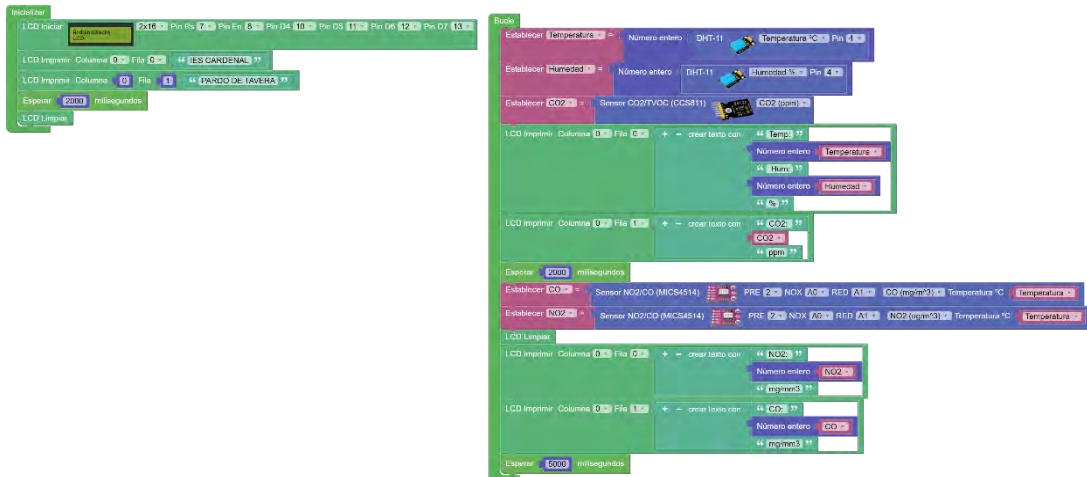 Inicializar
LCD Iniciar ArduinoBlocks LCD 2x16 Pin Rs 7 Pin En 8 Pin D4 10 Pin D5 11 Pin D6 12 Pin D7 13
LCD Imprimir Columna 0 Fila 0 “ IES CARDENAL ”
LCD Imprimir Columna 0 Fila 1 “ PARDO DE TAVERA ”
Esperar 2000 milisegundos
LCD Limpiar
Bucle
Establecer Temperatura = Número entero DHT-11 Temperatura ºC Pin 4
Establecer Humedad = Número entero DHT-11 Humedad % Pin 4
Establecer CO2 = Sensor CO2/TVOC (CCS811) CO2 (ppm)
LCD Imprimir Columna 0 Fila 0 + − crear texto con “ Temp: ”
Número entero Temperatura
“ Hum: ”
Número entero Humedad
“ % ”
LCD Imprimir Columna 0 Fila 1 + − crear texto con “ CO2: ”
CO2
“ ppm ”
Esperar 2000 milisegundos
Establecer CO = Sensor NO2/CO (MICS4514) PRE 2 NOX A0 RED A1 CO (mg/m^3) Temperatura ºC Temperatura
Establecer NO2 = Sensor NO2/CO (MICS4514) PRE 2 NOX A0 RED A1 NO2 (ug/m^3) Temperatura ºC Temperatura
LCD Limpiar
LCD Imprimir Columna 0 Fila 0 + − crear texto con “ NO2: ”
Número entero NO2
“ mg/mm3 ”
LCD Imprimir Columna 0 Fila 1 + − crear texto con “ CO: ”
Número entero CO
“ mg/mm3 ”
Esperar 5000 milisegundos